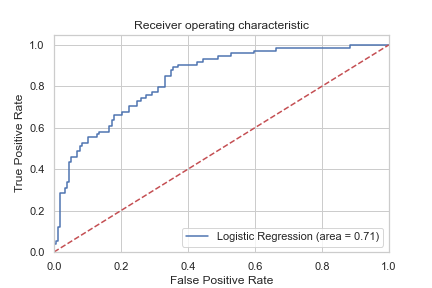 Receiver operating characteristic
True Positive Rate
1.0
0.8
0.6
0.4
0.2
0.0
Logistic Regression (area = 0.71)
0.0 0.2 0.4 0.6 0.8 1.0
False Positive Rate